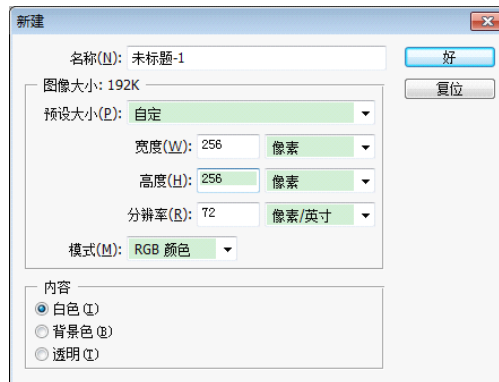 新建
名称(N): 未标题-1
好
图像大小: 192K
复位
预设大小(P): 自定
宽度(W): 256 像素
高度(H): 256 像素
分辨率(R): 72 像素/英寸
模式(M): RGB 颜色
内容
白色(I)
背景色(B)
透明(T)